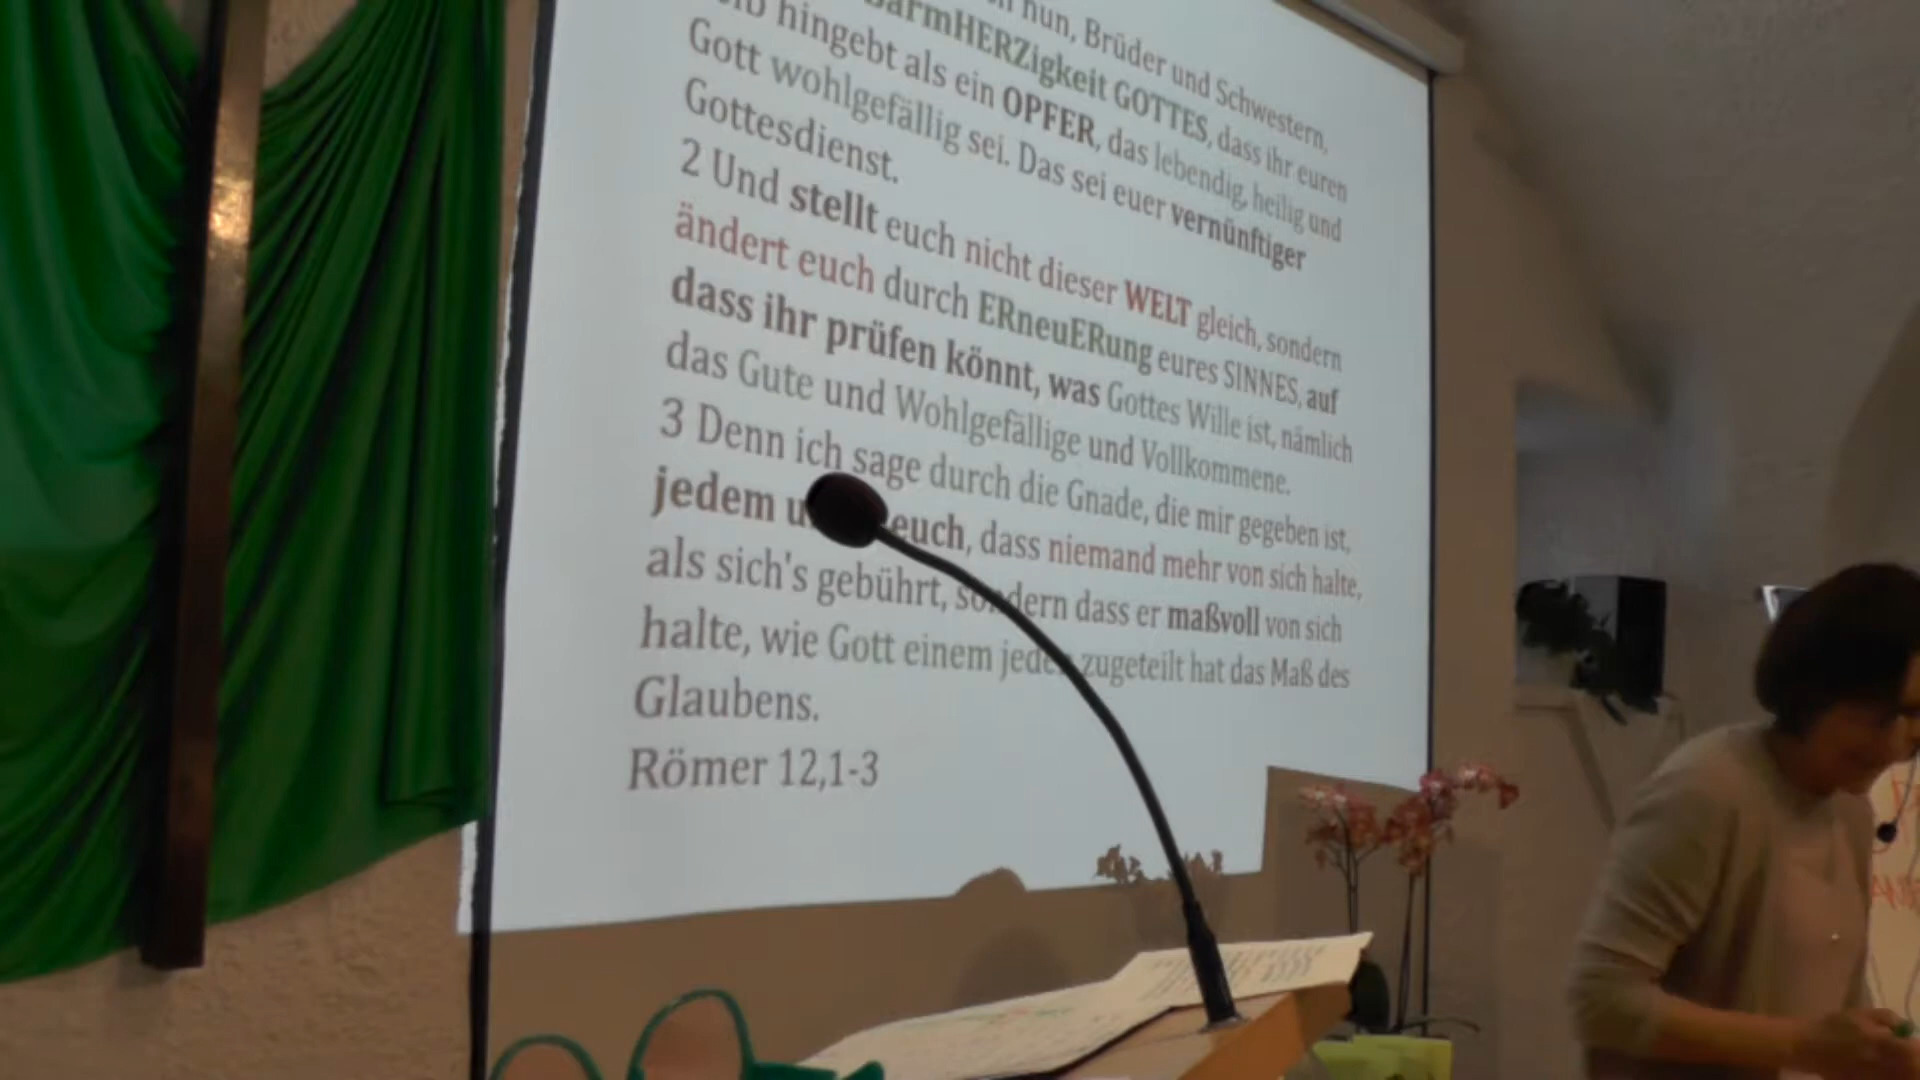 nun, Brüder und Schwestern,
BarmHERZigkeit GOTTES, dass ihr euren
hingebt als ein OPFER, das lebendig, heilig und
Gott wohlgefällig sei. Das sei euer vernünftiger
Gottesdienst.
2 Und stellt euch nicht dieser WELT gleich, sondern
ändert euch durch ERneuERung eures SINNES, auf
dass ihr prüfen könnt, was Gottes Wille ist, nämlich
das Gute und Wohlgefällige und Vollkommene.
3 Denn ich sage durch die Gnade, die mir gegeben ist,
jedem euch, dass niemand mehr von sich halte,
als sich's gebührt, sondern dass er maßvoll von sich
halte, wie Gott einem jeden zugeteilt hat das Maß des
Glaubens.
Römer 12,1-3